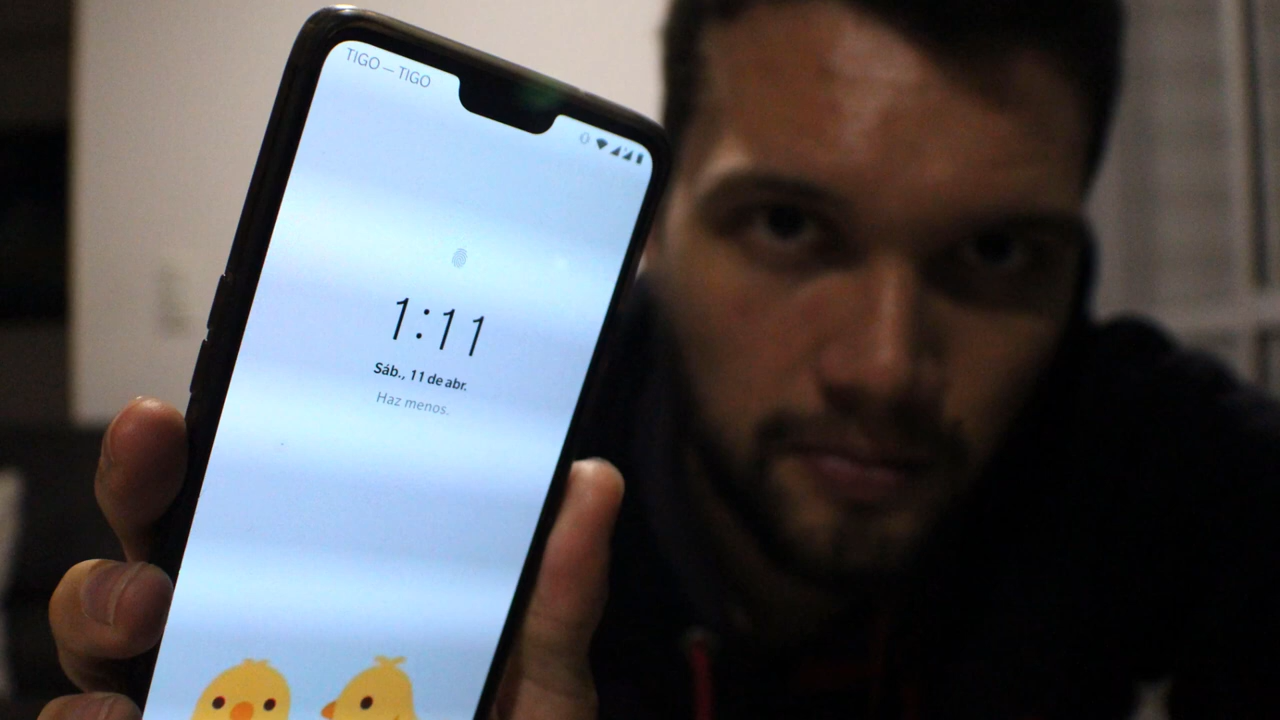 TIGO — TIGO
1:11
Sáb., 11 de abr.
Haz menos.